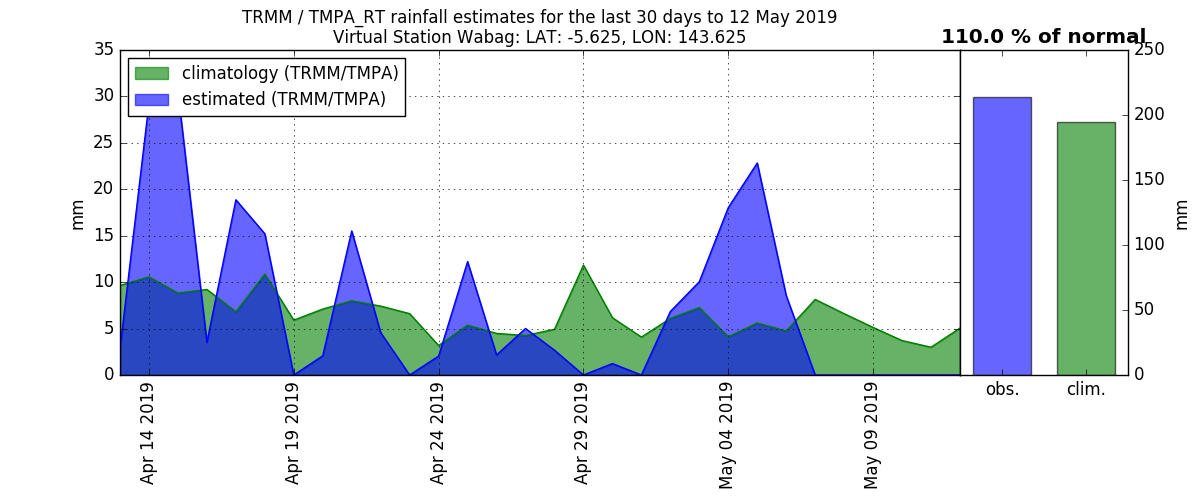 TRMM / TMPA_RT rainfall estimates for the last 30 days to 12 May 2019
Virtual Station Wabag: LAT: -5.625, LON: 143.625
110.0 % of normal
climatology (TRMM/TMPA)
estimated (TRMM/TMPA)
35
30
25
20
15
10
5
0
mm
Apr 14 2019
Apr 19 2019
Apr 24 2019
Apr 29 2019
May 04 2019
May 09 2019
250
200
150
100
50
0
mm
obs.
clim.